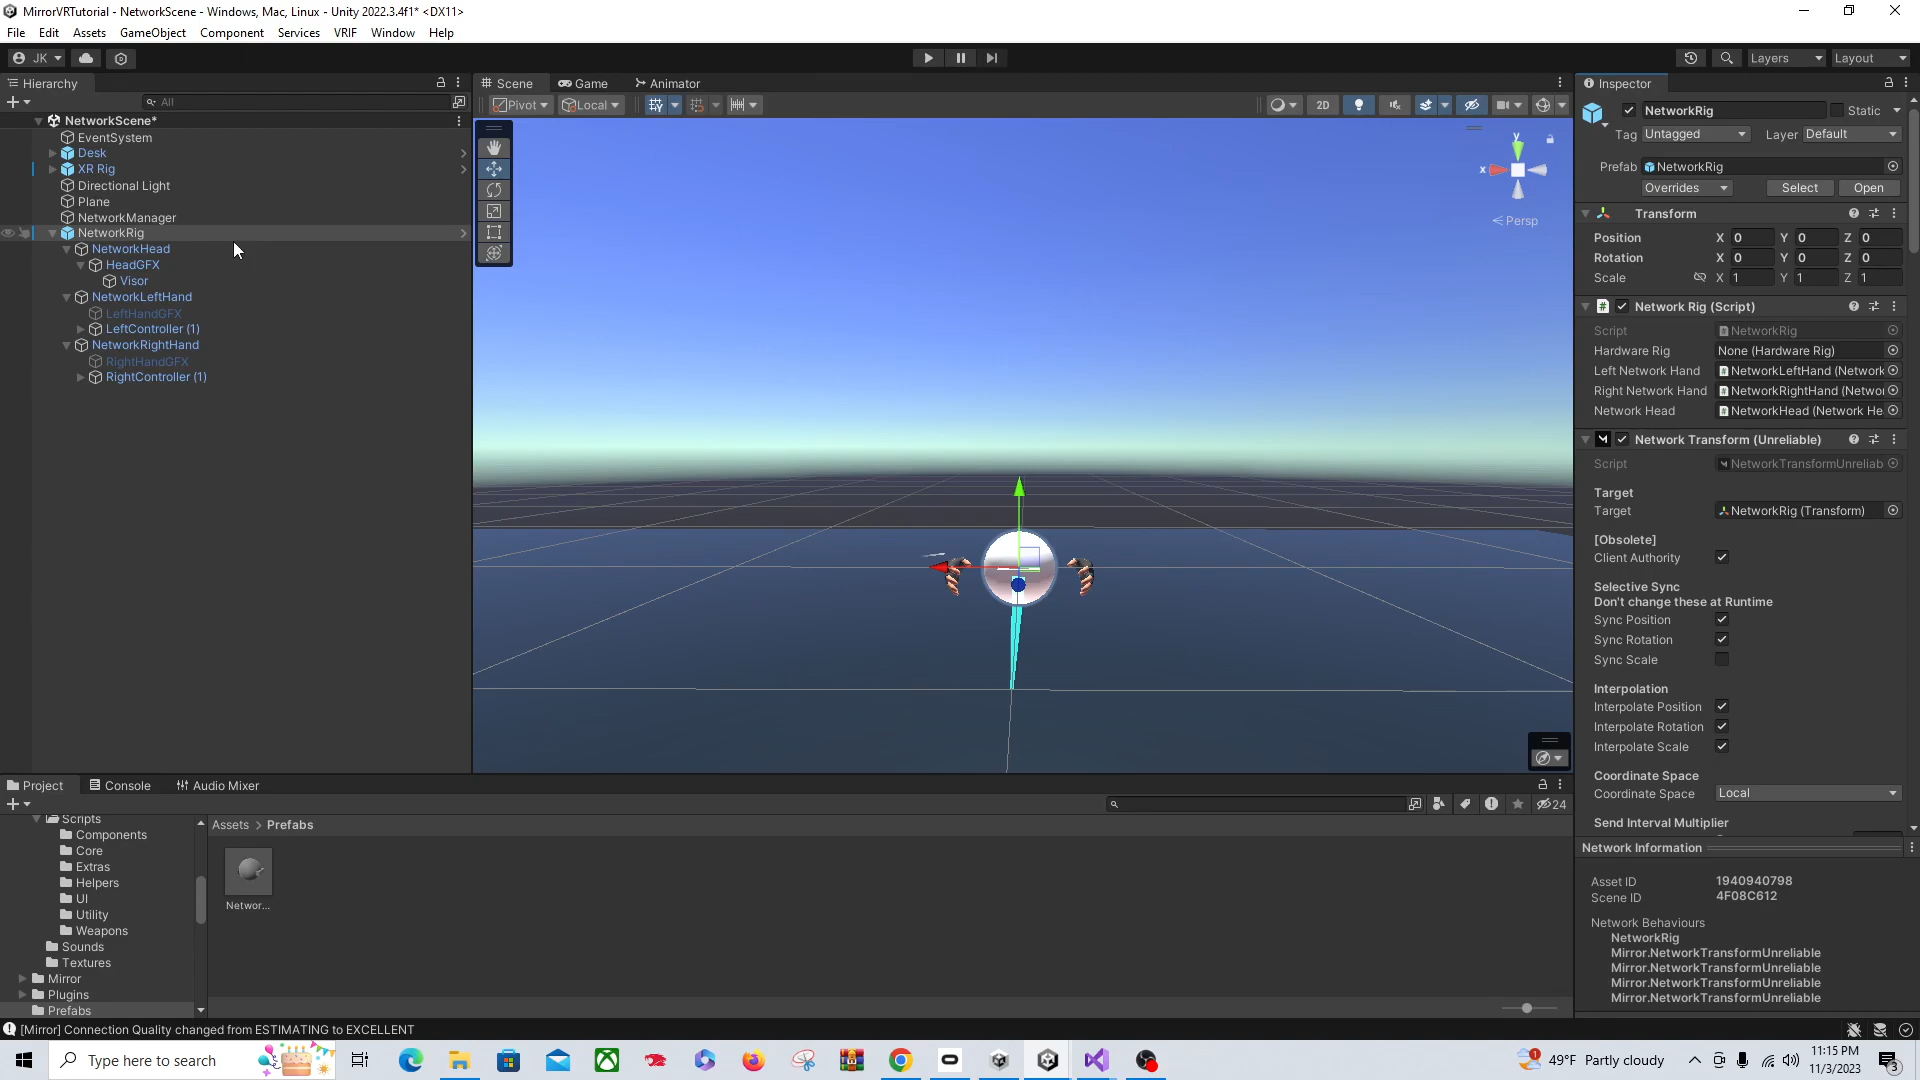 MirrorVRTutorial - NetworkScene - Windows, Mac, Linux - Unity 2022.3.4f1* <DX11>
File Edit Assets GameObject Component Services VRIF Window Help
JK Layers Layout
Hierarchy
All
NetworkScene*
EventSystem
Desk
XR Rig
Directional Light
Plane
NetworkManager
NetworkRig
NetworkHead
HeadGFX
Visor
NetworkLeftHand
LeftHandGFX
LeftController (1)
NetworkRightHand
RightHandGFX
RightController (1)
Scene Game Animator
Pivot Local 2D
y
x
Persp
Inspector
NetworkRig Static
Tag Untagged Layer Default
Prefab NetworkRig
Overrides Select Open
Transform
Position X 0 Y 0 Z 0
Rotation X 0 Y 0 Z 0
Scale X 1 Y 1 Z 1
Network Rig (Script)
Script NetworkRig
Hardware Rig None (Hardware Rig)
Left Network Hand NetworkLeftHand (Network
Right Network Hand NetworkRightHand (Netwo
Network Head NetworkHead (Network He
Network Transform (Unreliable)
Script NetworkTransformUnreliab
Target
Target NetworkRig (Transform)
[Obsolete]
Client Authority
Selective Sync
Don't change these at Runtime
Sync Position
Sync Rotation
Sync Scale
Interpolation
Interpolate Position
Interpolate Rotation
Interpolate Scale
Coordinate Space
Coordinate Space Local
Send Interval Multiplier
Network Information
Asset ID 1940940798
Scene ID 4F08C612
Network Behaviours
NetworkRig
Mirror.NetworkTransformUnreliable
Mirror.NetworkTransformUnreliable
Mirror.NetworkTransformUnreliable
Mirror.NetworkTransformUnreliable
Project Console Audio Mixer
24
Scripts
Components
Core
Extras
Helpers
UI
Utility
Weapons
Sounds
Textures
Mirror
Plugins
Prefabs
Assets > Prefabs
Networ...
[Mirror] Connection Quality changed from ESTIMATING to EXCELLENT
Type here to search
1 49°F Partly cloudy
11:15 PM
11/3/2023
3